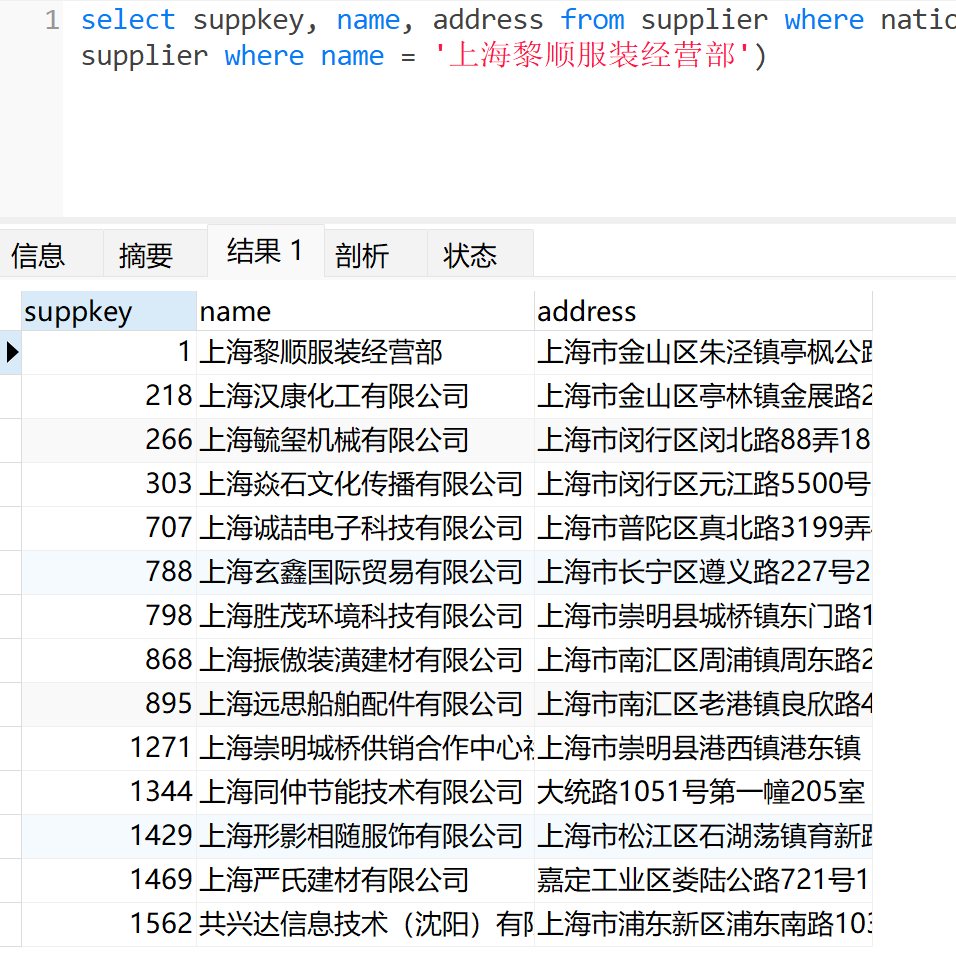 1 select suppkey, name, address from supplier where natio
supplier where name = '上海黎顺服装经营部')
信息 摘要 结果 1 剖析 状态
suppkey name address
1 上海黎顺服装经营部 上海市金山区朱泾镇亭枫公路
218 上海汉康化工有限公司 上海市金山区亭林镇金展路2
266 上海毓玺机械有限公司 上海市闵行区闵北路88弄18
303 上海焱石文化传播有限公司 上海市闵行区元江路5500号
707 上海诚喆电子科技有限公司 上海市普陀区真北路3199弄
788 上海玄鑫国际贸易有限公司 上海市长宁区遵义路227号2
798 上海胜茂环境科技有限公司 上海市崇明县城桥镇东门路1
868 上海振傲装潢建材有限公司 上海市南汇区周浦镇周东路2
895 上海远思船舶配件有限公司 上海市南汇区老港镇良欣路4
1271 上海崇明城桥供销合作中心社 上海市崇明县港西镇港东镇
1344 上海同仲节能技术有限公司 大统路1051号第一幢205室
1429 上海形影相随服饰有限公司 上海市松江区石湖荡镇育新路
1469 上海严氏建材有限公司 嘉定工业区娄陆公路721号1
1562 共兴达信息技术（沈阳）有限 上海市浦东新区浦东南路103